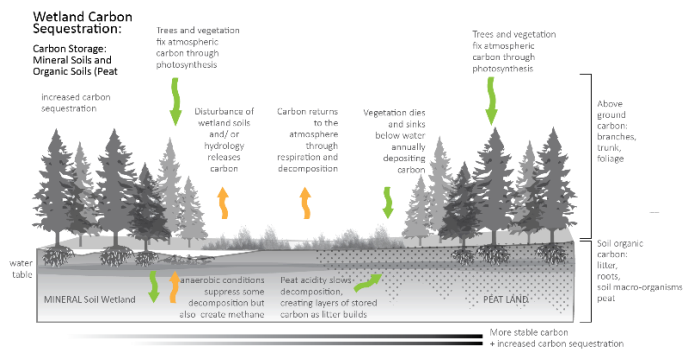 Wetland Carbon
Sequestration:
Carbon Storage:
Mineral Soils and
Organic Soils (Peat
increased carbon
sequestration
Trees and vegetation
fix atmospheric
carbon through
photosynthesis
Disturbance of
wetland soils
and/ or
hydrology
releases
carbon
Carbon returns
to the
atmosphere
through
respiration and
decomposition
Vegetation dies
and sinks
below water
annually
depositing
carbon
Trees and vegetation
fix atmospheric
carbon through
photosynthesis
Above
ground
carbon:
branches,
trunk,
foliage
water
table
MINERAL Soil Wetland
anaerobic conditions
suppress some
decomposition but
also create methane
Peat acidity slows
decomposition,
creating layers of stored
carbon as litter builds
PEAT LAND
Soil organic
carbon:
litter,
roots,
soil macro-organisms
peat
More stable carbon
+ increased carbon sequestration